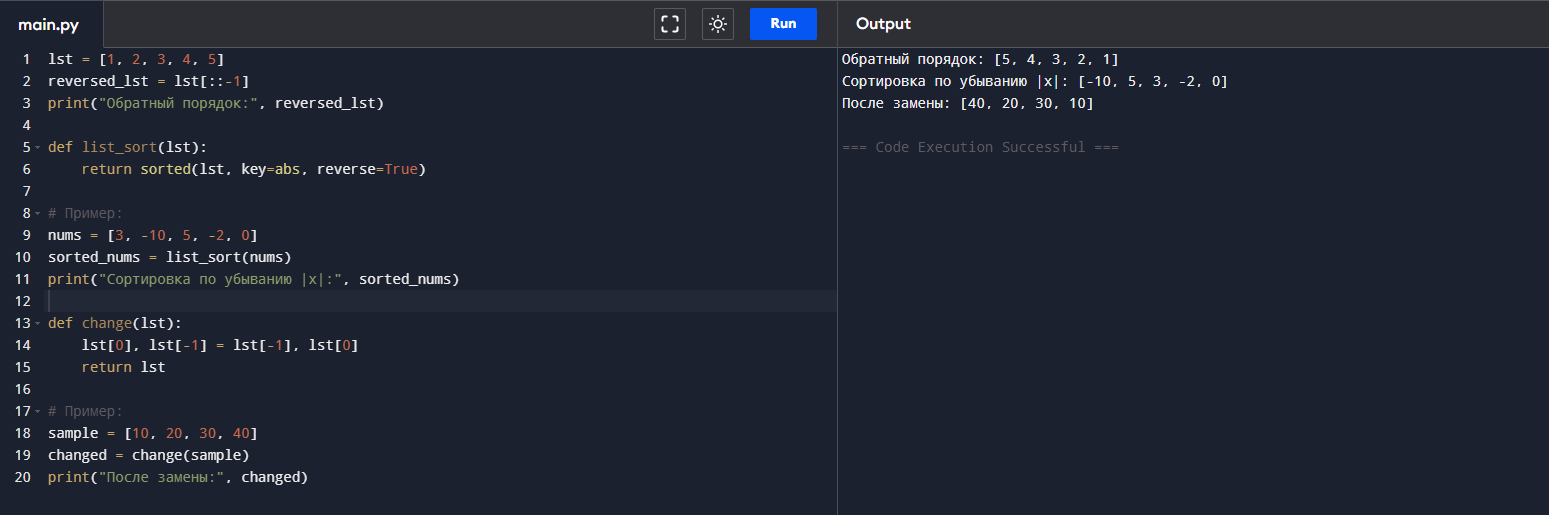 main.py
Run
Output
1 lst = [1, 2, 3, 4, 5]
2 reversed_lst = lst[::-1]
3 print("Обратный порядок:", reversed_lst)
4
5 def list_sort(lst):
6     return sorted(lst, key=abs, reverse=True)
7
8 # Пример:
9 nums = [3, -10, 5, -2, 0]
10 sorted_nums = list_sort(nums)
11 print("Сортировка по убыванию |x|:", sorted_nums)
12
13 def change(lst):
14     lst[0], lst[-1] = lst[-1], lst[0]
15     return lst
16
17 # Пример:
18 sample = [10, 20, 30, 40]
19 changed = change(sample)
20 print("После замены:", changed)
Обратный порядок: [5, 4, 3, 2, 1]
Сортировка по убыванию |x|: [-10, 5, 3, -2, 0]
После замены: [40, 20, 30, 10]
=== Code Execution Successful ===